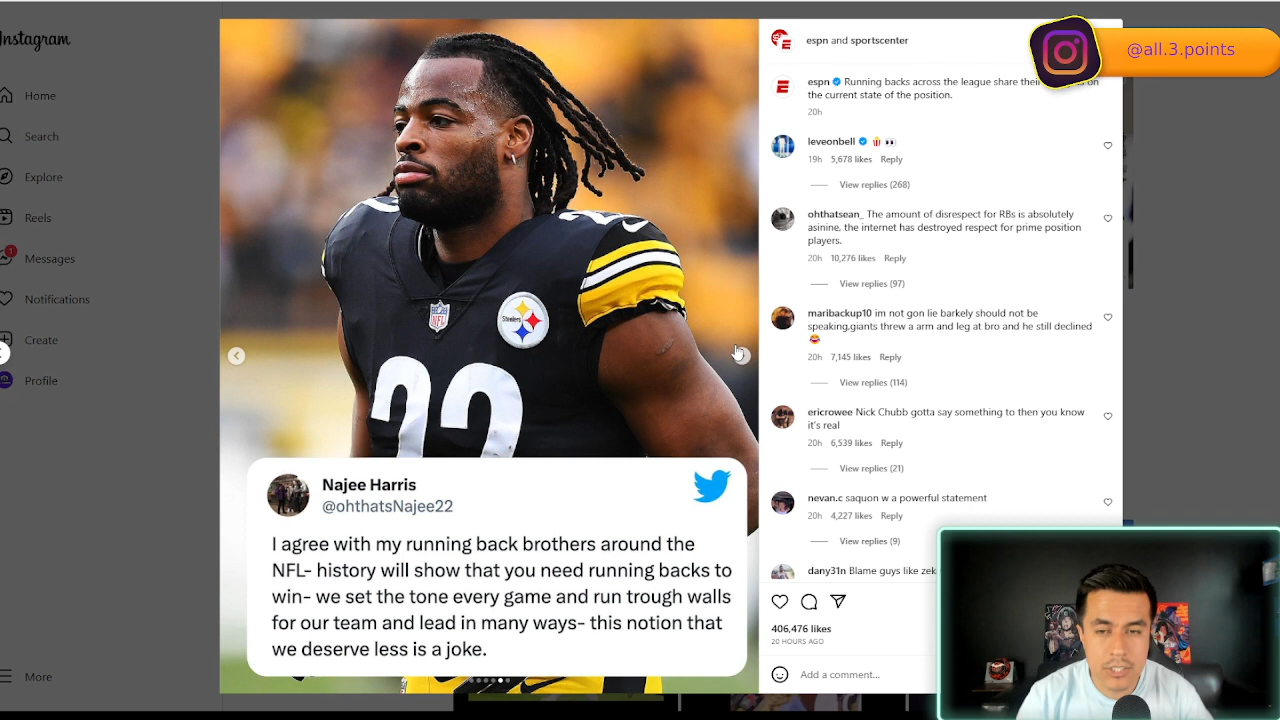 Instagram
Home
Search
Explore
Reels
1
Messages
Notifications
Create
Profile
More
NFL
Steelers
22
Najee Harris
@ohthatsNajee22
I agree with my running back brothers around the
NFL- history will show that you need running backs to
win- we set the tone every game and run trough walls
for our team and lead in many ways- this notion that
we deserve less is a joke.
espn and sportscenter
@all.3.points
espn Running backs across the league share their on
the current state of the position.
20h
leveonbell 🍿 👀
19h 5,678 likes Reply
View replies (268)
ohthatsean_ The amount of disrespect for RBs is absolutely
asinine, the internet has destroyed respect for prime position
players.
20h 10,276 likes Reply
View replies (97)
maribackup10 im not gon lie barkely should not be
speaking,giants threw a arm and leg at bro and he still declined
😂
20h 7,145 likes Reply
View replies (114)
ericrowee Nick Chubb gotta say something to then you know
it's real
20h 6,539 likes Reply
View replies (21)
nevan.c saquon w a powerful statement
20h 4,227 likes Reply
View replies (9)
dany31n Blame guys like zek
406,476 likes
20 HOURS AGO
Add a comment...